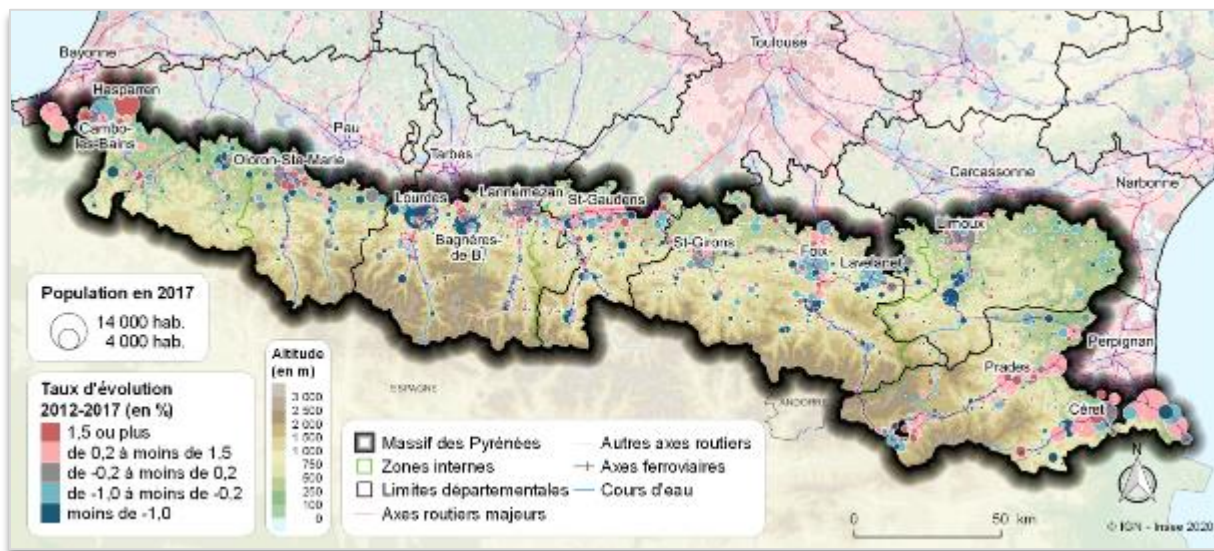 Toulouse
Bayonne
Hasparren
Cambo-
les-Bains
Pau
Tarbes
Oloron-Ste-Marie
Lourdes
Lannemezan
St-Gaudens
Bagnères-
de-B.
St-Girons
Foix
Lavelanet
Carcassonne
Narbonne
Limoux
Perpignan
Prades
Céret
ESPAGNE
ANDORRE
Population en 2017
14 000 hab.
4 000 hab.
Taux d'évolution
2012-2017 (en %)
1,5 ou plus
de 0,2 à moins de 1,5
de -0,2 à moins de 0,2
de -1,0 à moins de -0,2
moins de -1,0
Altitude
(en m)
3 000
2 500
2 000
1 500
1 000
750
500
250
100
0
Massif des Pyrénées
Zones internes
Limites départementales
Axes routiers majeurs
Autres axes routiers
Axes ferroviaires
Cours d'eau
N
0 50 km
© IGN - Insee 2020